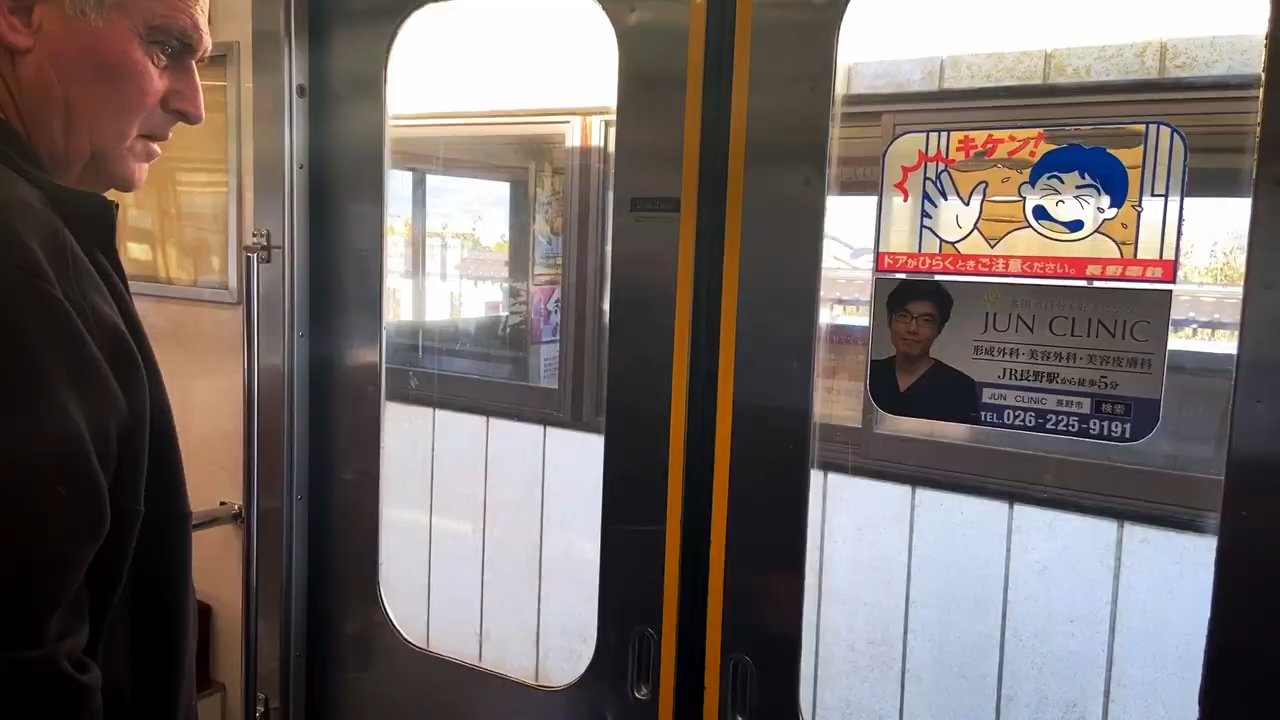 キケン!
ドアがひらくときご注意ください。 長野電鉄
JUN CLINIC
形成外科・美容外科・美容皮膚科
JR長野駅から徒歩5分
JUN CLINIC 長野市 検索
TEL.026-225-9191